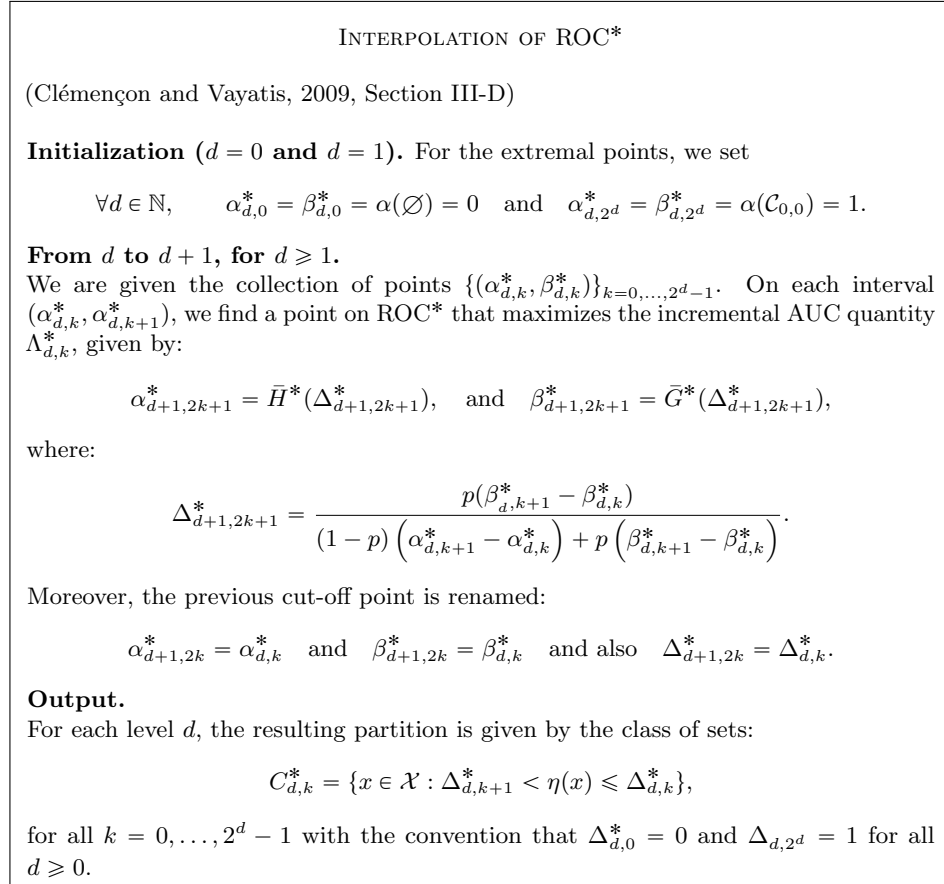 INTERPOLATION OF ROC*
(Clémençon and Vayatis, 2009, Section III-D)
Initialization (d = 0 and d = 1). For the extremal points, we set
∀d ∈ ℕ, α*_{d,0} = β*_{d,0} = α(∅) = 0 and α*_{d,2^d} = β*_{d,2^d} = α(𝒞_{0,0}) = 1.
From d to d + 1, for d ⩾ 1.
We are given the collection of points {(α*_{d,k}, β*_{d,k})}_{k=0,...,2^d−1}. On each interval
(α*_{d,k}, α*_{d,k+1}), we find a point on ROC* that maximizes the incremental AUC quantity
Λ*_{d,k}, given by:
α*_{d+1,2k+1} = H̄*(Δ*_{d+1,2k+1}), and β*_{d+1,2k+1} = Ḡ*(Δ*_{d+1,2k+1}),
where:
Δ*_{d+1,2k+1} = p(β*_{d,k+1} − β*_{d,k}) / ((1 − p)(α*_{d,k+1} − α*_{d,k}) + p(β*_{d,k+1} − β*_{d,k})).
Moreover, the previous cut-off point is renamed:
α*_{d+1,2k} = α*_{d,k} and β*_{d+1,2k} = β*_{d,k} and also Δ*_{d+1,2k} = Δ*_{d,k}.
Output.
For each level d, the resulting partition is given by the class of sets:
C*_{d,k} = {x ∈ 𝒳 : Δ*_{d,k+1} < η(x) ⩽ Δ*_{d,k}},
for all k = 0, . . . , 2^d − 1 with the convention that Δ*_{d,0} = 0 and Δ_{d,2^d} = 1 for all
d ⩾ 0.